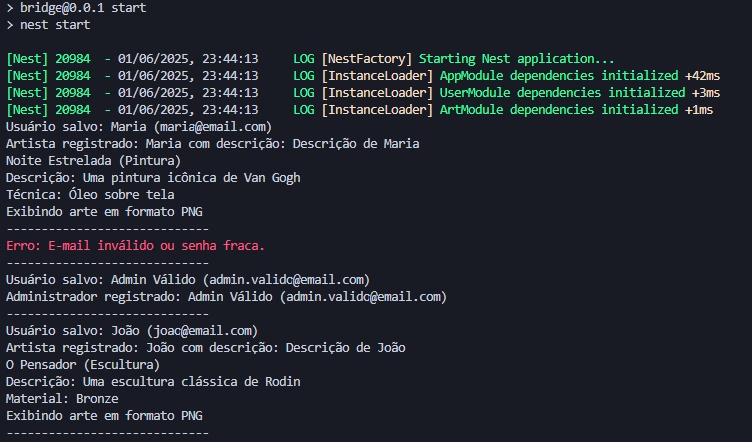 > bridge@0.0.1 start
> nest start
[Nest] 20984  - 01/06/2025, 23:44:13     LOG [NestFactory] Starting Nest application...
[Nest] 20984  - 01/06/2025, 23:44:13     LOG [InstanceLoader] AppModule dependencies initialized +42ms
[Nest] 20984  - 01/06/2025, 23:44:13     LOG [InstanceLoader] UserModule dependencies initialized +3ms
[Nest] 20984  - 01/06/2025, 23:44:13     LOG [InstanceLoader] ArtModule dependencies initialized +1ms
Usuário salvo: Maria (maria@email.com)
Artista registrado: Maria com descrição: Descrição de Maria
Noite Estrelada (Pintura)
Descrição: Uma pintura icônica de Van Gogh
Técnica: Óleo sobre tela
Exibindo arte em formato PNG
-----------------------------
Erro: E-mail inválido ou senha fraca.
-----------------------------
Usuário salvo: Admin Válido (admin.valido@email.com)
Administrador registrado: Admin Válido (admin.valido@email.com)
-----------------------------
Usuário salvo: João (joao@email.com)
Artista registrado: João com descrição: Descrição de João
O Pensador (Escultura)
Descrição: Uma escultura clássica de Rodin
Material: Bronze
Exibindo arte em formato PNG
-----------------------------